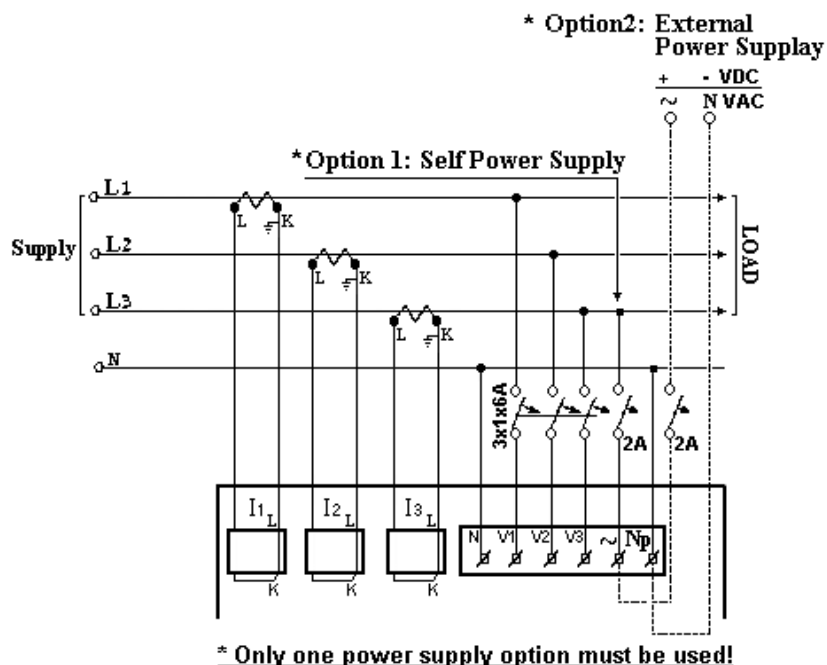 * Option2: External
Power Supplay
+ - VDC
~ N VAC
* Option 1: Self Power Supply
L1
L K
L2
L K
L3
L K
N
Supply
LOAD
3x1x6A
2A
2A
I1 L
K
I2 L
K
I3 L
K
N V1 V2 V3 ~ Np
* Only one power supply option must be used!